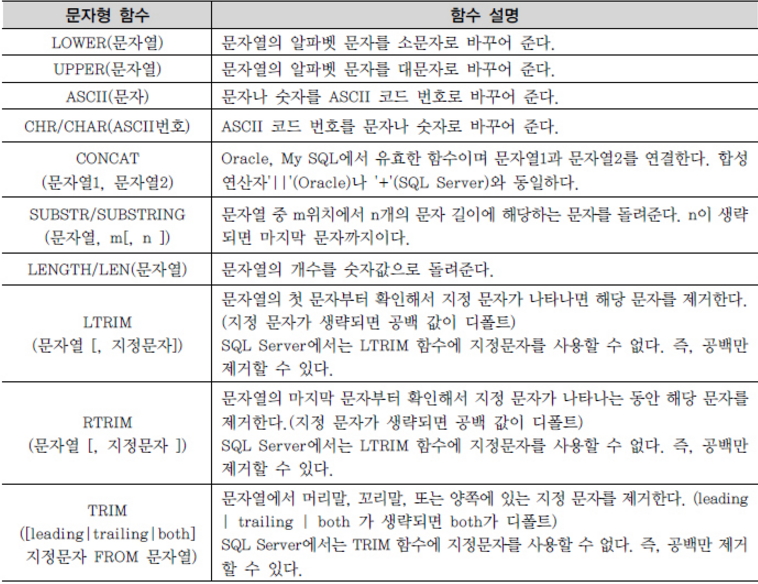 문자형 함수 함수 설명
LOWER(문자열) 문자열의 알파벳 문자를 소문자로 바꾸어 준다.
UPPER(문자열) 문자열의 알파벳 문자를 대문자로 바꾸어 준다.
ASCII(문자) 문자나 숫자를 ASCII 코드 번호로 바꾸어 준다.
CHR/CHAR(ASCII번호) ASCII 코드 번호를 문자나 숫자로 바꾸어 준다.
CONCAT
(문자열1, 문자열2)
Oracle, My SQL에서 유효한 함수이며 문자열1과 문자열2를 연결한다. 합성
연산자'||'(Oracle)나 '+'(SQL Server)와 동일하다.
SUBSTR/SUBSTRING
(문자열, m[, n ])
문자열 중 m위치에서 n개의 문자 길이에 해당하는 문자를 돌려준다. n이 생략
되면 마지막 문자까지이다.
LENGTH/LEN(문자열) 문자열의 개수를 숫자값으로 돌려준다.
LTRIM
(문자열 [, 지정문자])
문자열의 첫 문자부터 확인해서 지정 문자가 나타나면 해당 문자를 제거한다.
(지정 문자가 생략되면 공백 값이 디폴트)
SQL Server에서는 LTRIM 함수에 지정문자를 사용할 수 없다. 즉, 공백만
제거할 수 있다.
RTRIM
(문자열 [, 지정문자 ])
문자열의 마지막 문자부터 확인해서 지정 문자가 나타나는 동안 해당 문자를
제거한다.(지정 문자가 생략되면 공백 값이 디폴트)
SQL Server에서는 LTRIM 함수에 지정문자를 사용할 수 없다. 즉, 공백만
제거할 수 있다.
TRIM
([leading|trailing|both]
지정문자 FROM 문자열)
문자열에서 머리말, 꼬리말, 또는 양쪽에 있는 지정 문자를 제거한다. (leading
| trailing | both 가 생략되면 both가 디폴트)
SQL Server에서는 TRIM 함수에 지정문자를 사용할 수 없다. 즉, 공백만 제거
할 수 있다.